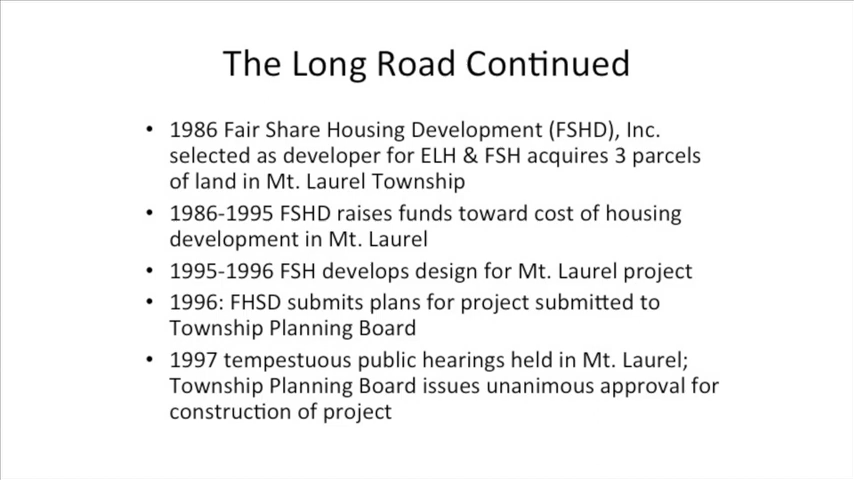 The Long Road Continued
• 1986 Fair Share Housing Development (FSHD), Inc.
selected as developer for ELH & FSH acquires 3 parcels
of land in Mt. Laurel Township
• 1986-1995 FSHD raises funds toward cost of housing
development in Mt. Laurel
• 1995-1996 FSH develops design for Mt. Laurel project
• 1996: FHSD submits plans for project submitted to
Township Planning Board
• 1997 tempestuous public hearings held in Mt. Laurel;
Township Planning Board issues unanimous approval for
construction of project